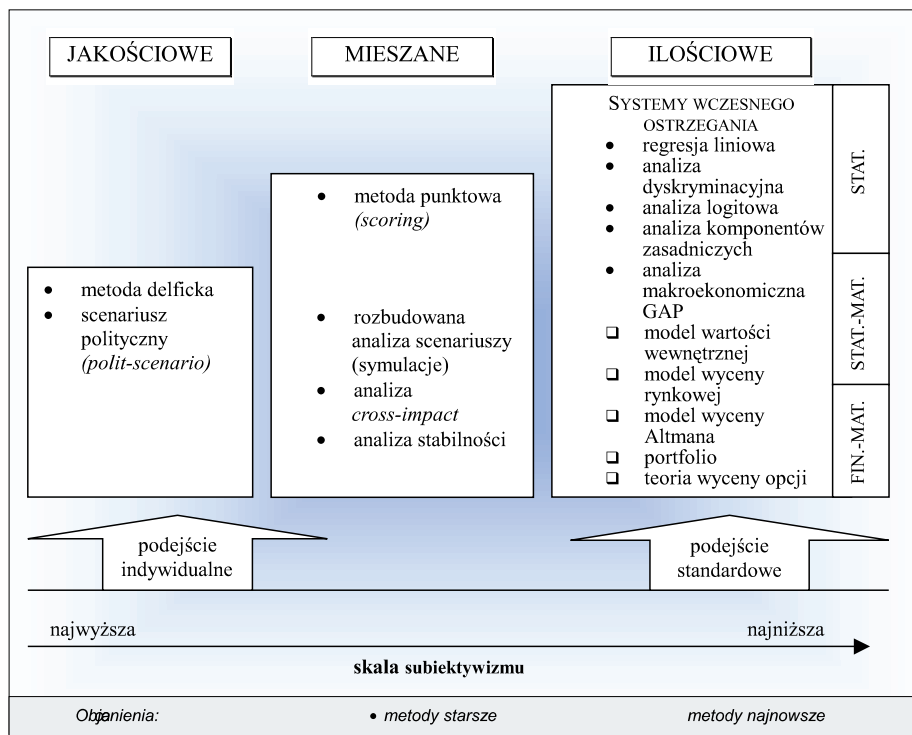 JAKOŚCIOWE
MIESZANE
ILOŚCIOWE
• metoda delficka
• scenariusz
polityczny
(polit-scenario)
• metoda punktowa
(scoring)
• rozbudowana
analiza scenariuszy
(symulacje)
• analiza
cross-impact
• analiza stabilności
SYSTEMY WCZESNEGO
OSTRZEGANIA
• regresja liniowa
• analiza
dyskryminacyjna
• analiza logitowa
• analiza komponentów
zasadniczych
• analiza
makroekonomiczna
GAP
❑ model wartości
wewnętrznej
❑ model wyceny
rynkowej
❑ model wyceny
Altmana
❑ portfolio
❑ teoria wyceny opcji
STAT.
STAT.-MAT.
FIN.-MAT.
podejście
indywidualne
podejście
standardowe
najwyższa
najniższa
skala subiektywizmu
• metody starsze
metody najnowsze